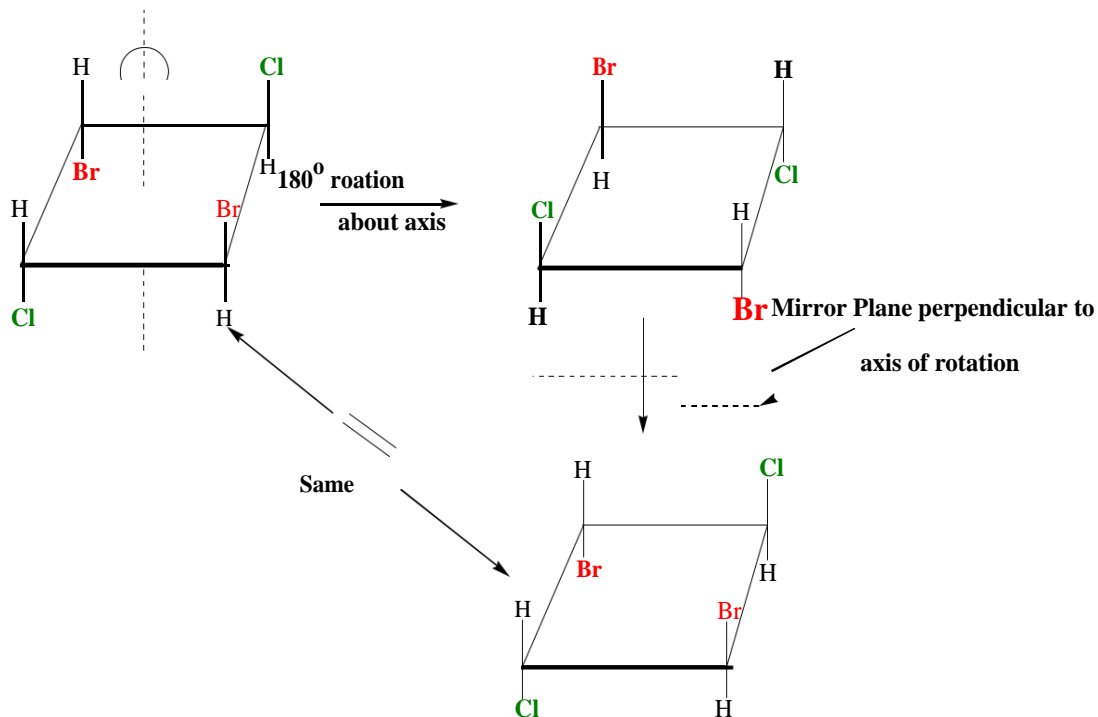 H
Cl
Br
H
H
Br
Cl
H
180o roation
about axis
Br
H
H
Cl
Cl
H
H
Br
Mirror Plane perpendicular to
axis of rotation
Same
H
Cl
Br
H
H
Br
Cl
H